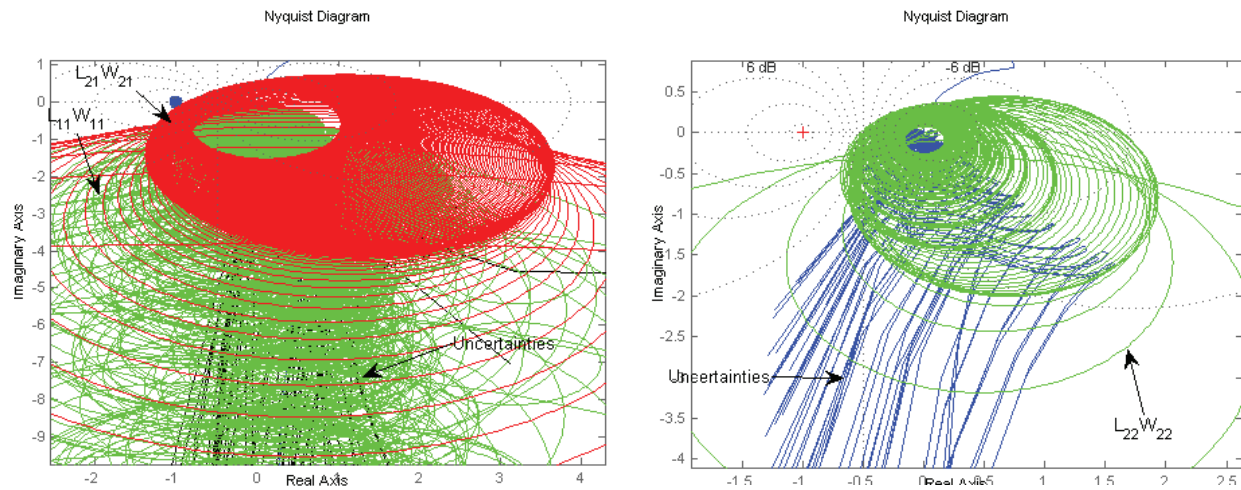 Nyquist Diagram
L21W21
L11W11
Uncertainties
Imaginary Axis
Real Axis
1
0
-1
-2
-3
-4
-5
-6
-7
-8
-9
-2
-1
0
1
2
3
4
Nyquist Diagram
6 dB
-6 dB
Uncertainties
L22W22
Imaginary Axis
Real Axis
0.5
0
-0.5
-1
-1.5
-2
-2.5
-3
-3.5
-4
-1.5
-1
-0.5
0
0.5
1
1.5
2
2.5